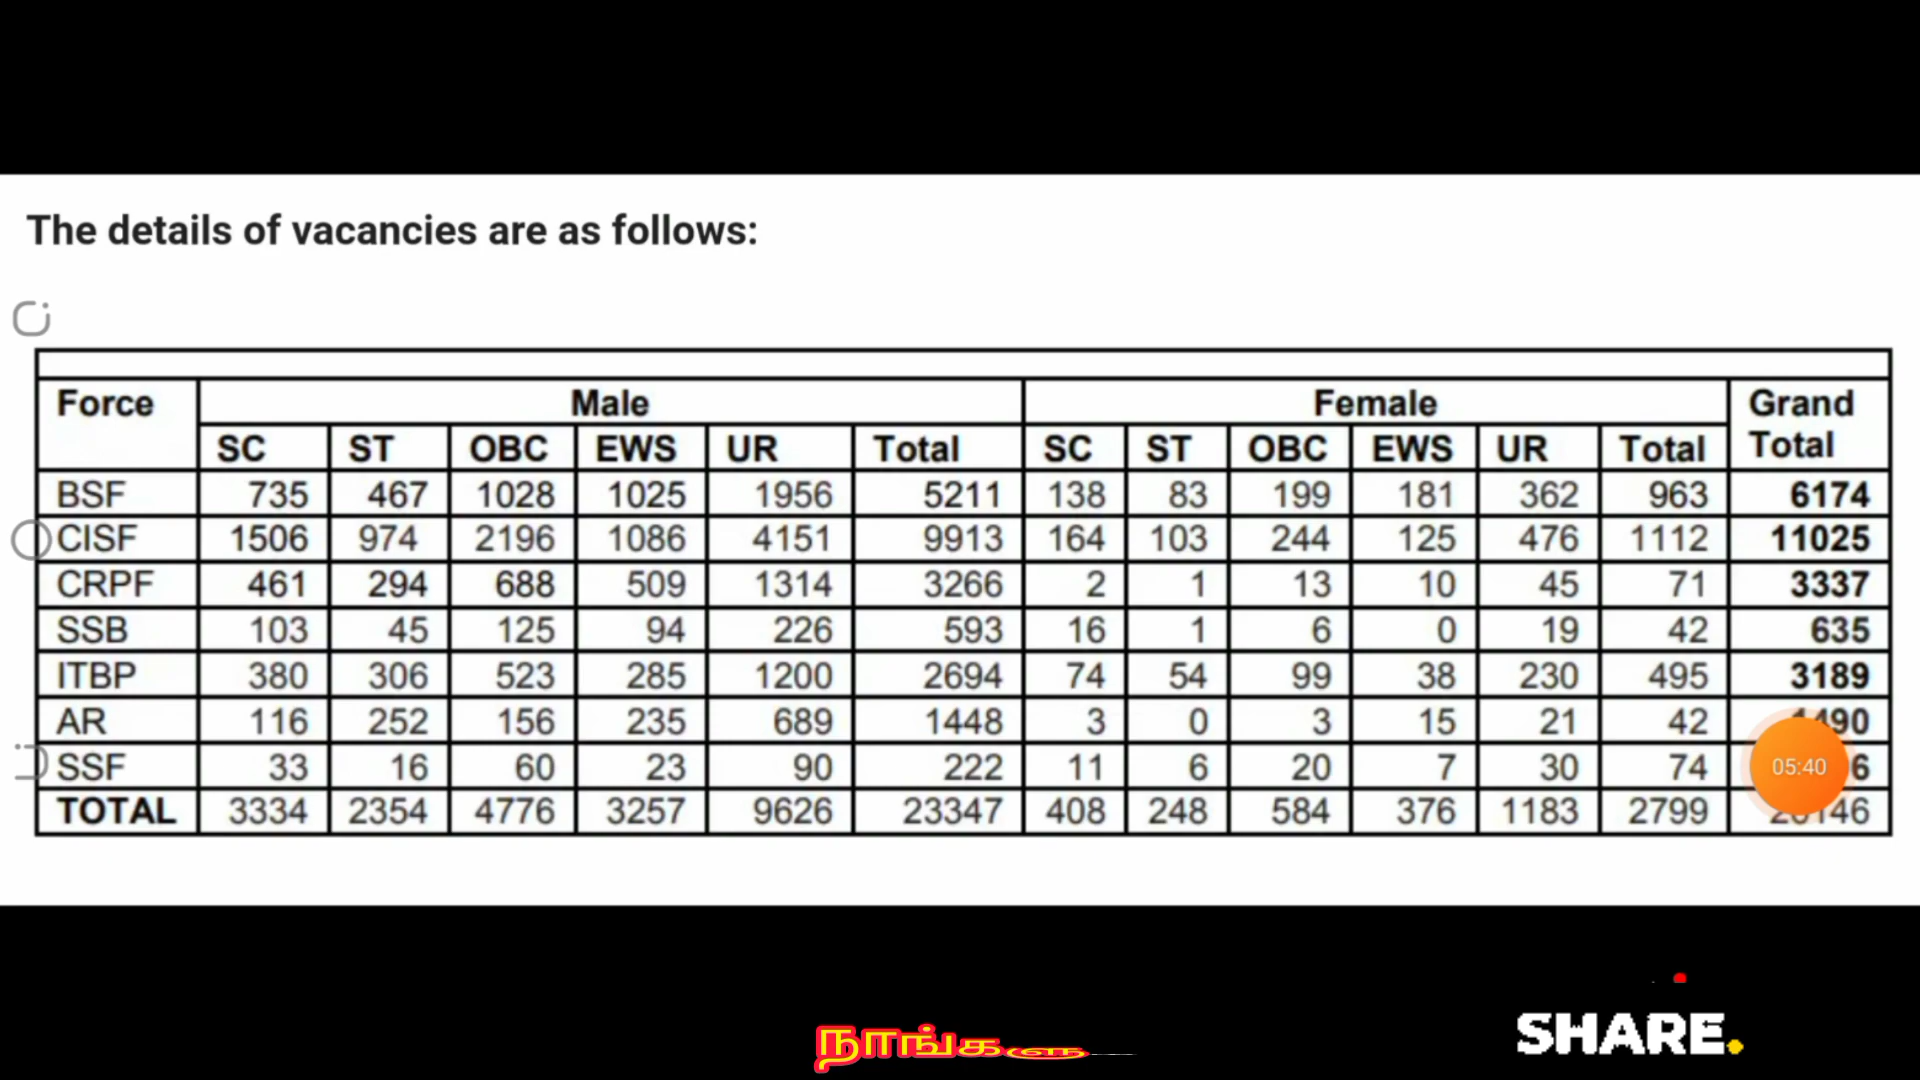 The details of vacancies are as follows:
Force Male Female Grand Total
SC ST OBC EWS UR Total SC ST OBC EWS UR Total
BSF 735 467 1028 1025 1956 5211 138 83 199 181 362 963 6174
CISF 1506 974 2196 1086 4151 9913 164 103 244 125 476 1112 11025
CRPF 461 294 688 509 1314 3266 2 1 13 10 45 71 3337
SSB 103 45 125 94 226 593 16 1 6 0 19 42 635
ITBP 380 306 523 285 1200 2694 74 54 99 38 230 495 3189
AR 116 252 156 235 689 1448 3 0 3 15 21 42 1490
SSF 33 16 60 23 90 222 11 6 20 7 30 74
05:40
TOTAL 3334 2354 4776 3257 9626 23347 408 248 584 376 1183 2799
SHARE.